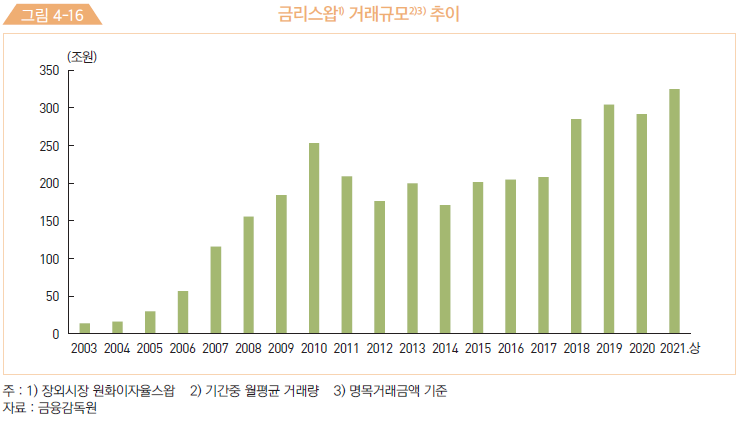 그림 4-16
금리스왑1) 거래규모2)3) 추이
(조원)
350
300
250
200
150
100
50
0
2003 2004 2005 2006 2007 2008 2009 2010 2011 2012 2013 2014 2015 2016 2017 2018 2019 2020 2021.상
주 : 1) 장외시장 원화이자율스왑 2) 기간중 월평균 거래량 3) 명목거래금액 기준
자료 : 금융감독원